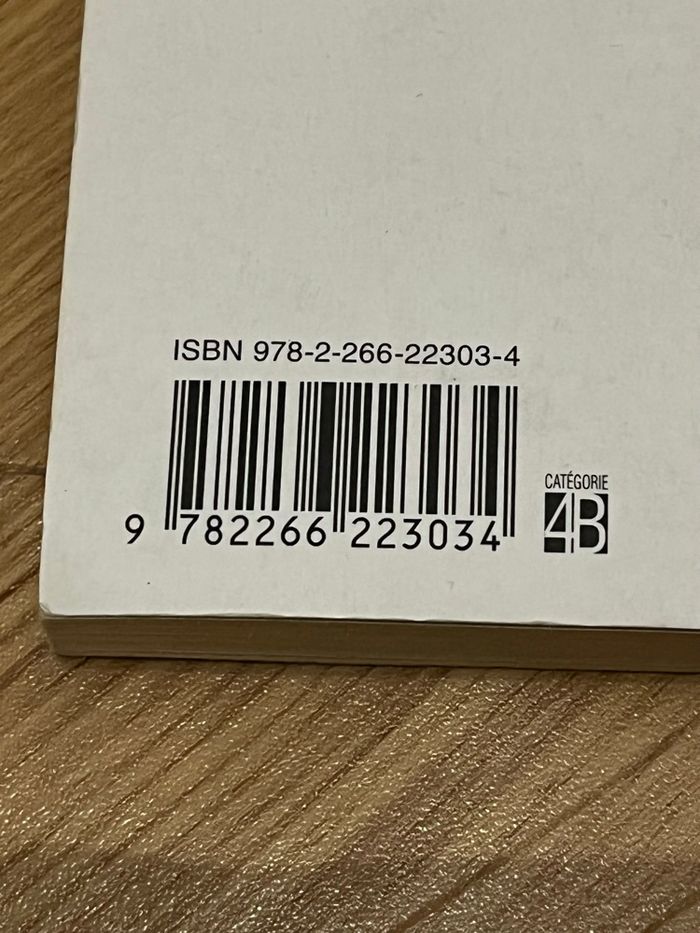 ISBN 978-2-266-22303-4
9 782266 223034
CATÉGORIE
4B